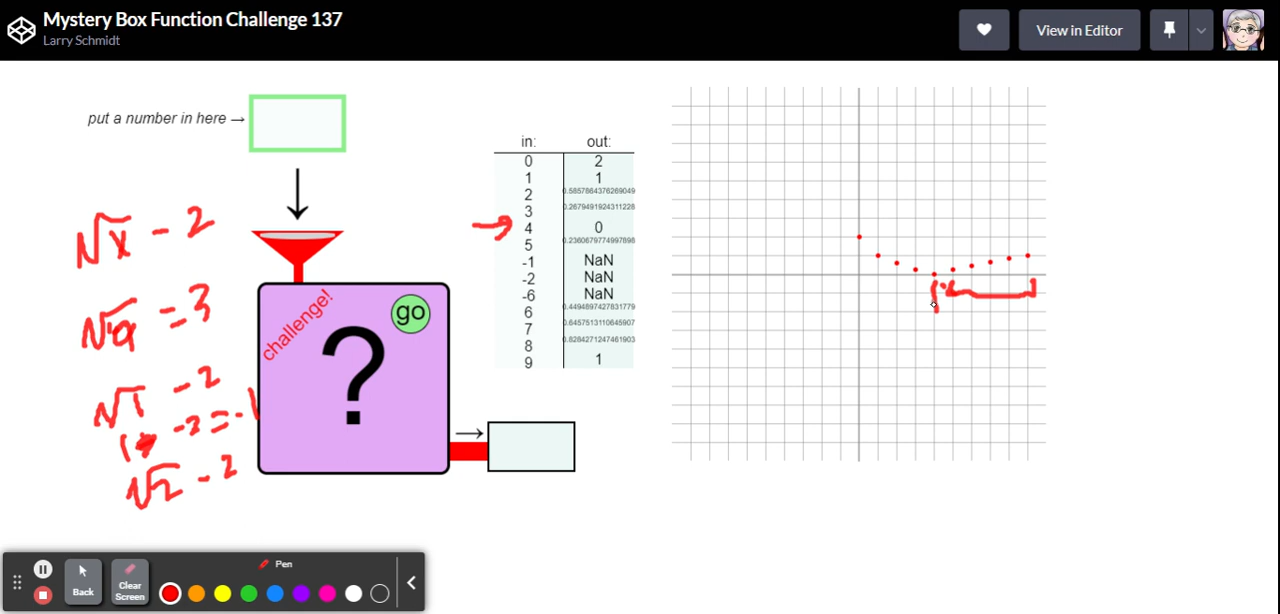 Mystery Box Function Challenge 137
Larry Schmidt
View in Editor
put a number in here →
challenge!
go
?
in: out:
0 2
1 1
2 0.5857864376269049
3 0.2679491924311228
4 0
5 0.2360679774997898
-1 NaN
-2 NaN
-6 NaN
6 0.4494897427831779
7 0.6457513110645907
8 0.8284271247461903
9 1
√x - 2
√9 = 3
√1 - 2
- 2 = -1
√2 - 2
Pen
Back
Clear
Screen